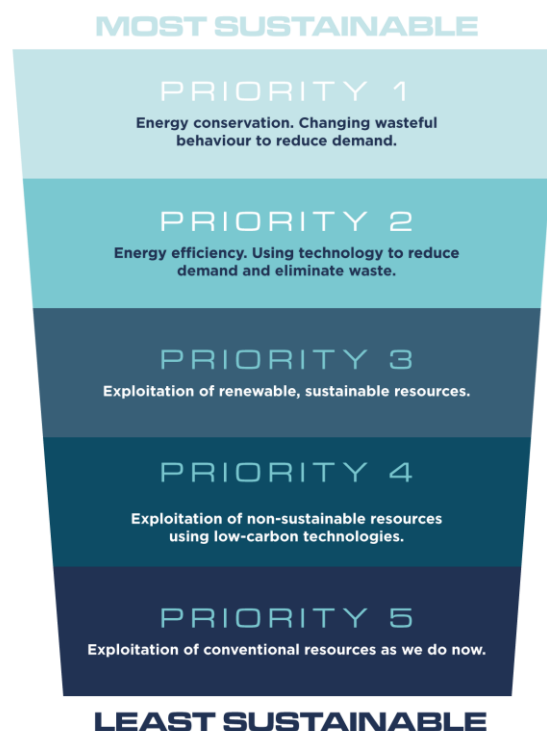 MOST SUSTAINABLE
PRIORITY 1
Energy conservation. Changing wasteful
behaviour to reduce demand.
PRIORITY 2
Energy efficiency. Using technology to reduce
demand and eliminate waste.
PRIORITY 3
Exploitation of renewable, sustainable resources.
PRIORITY 4
Exploitation of non-sustainable resources
using low-carbon technologies.
PRIORITY 5
Exploitation of conventional resources as we do now.
LEAST SUSTAINABLE